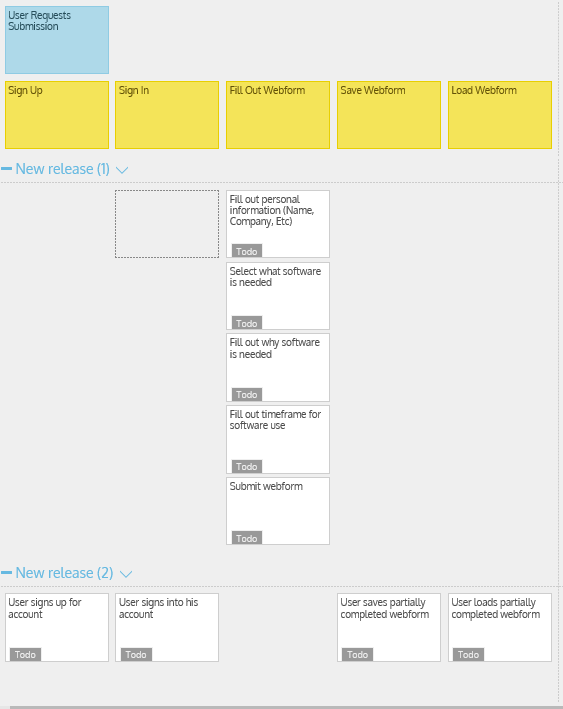 User Requests
Submission
Sign Up
Sign In
Fill Out Webform
Save Webform
Load Webform
New release (1)
Fill out personal
information (Name,
Company, Etc)
Todo
Select what software
is needed
Todo
Fill out why software
is needed
Todo
Fill out timeframe for
software use
Todo
Submit webform
Todo
New release (2)
User signs up for
account
Todo
User signs into his
account
Todo
User saves partially
completed webform
Todo
User loads partially
completed webform
Todo